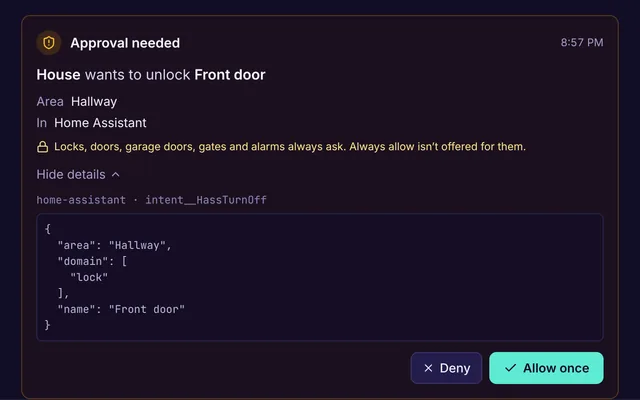 Approval needed
8:57 PM
House wants to unlock Front door
Area Hallway
In Home Assistant
Locks, doors, garage doors, gates and alarms always ask. Always allow isn't offered for them.
Hide details
home-assistant · intent__HassTurnOff
{
  "area": "Hallway",
  "domain": [
    "lock"
  ],
  "name": "Front door"
}
Deny
Allow once